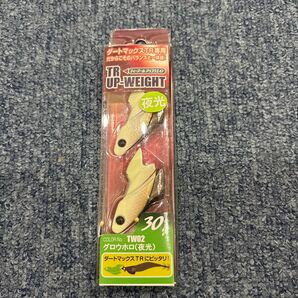 ダートマックスTR専用
TR
UP-WEIGHT
夜光
30
COLOR No. TW02
グロウホロ(夜光)
ダートマックスTRにピッタリ!